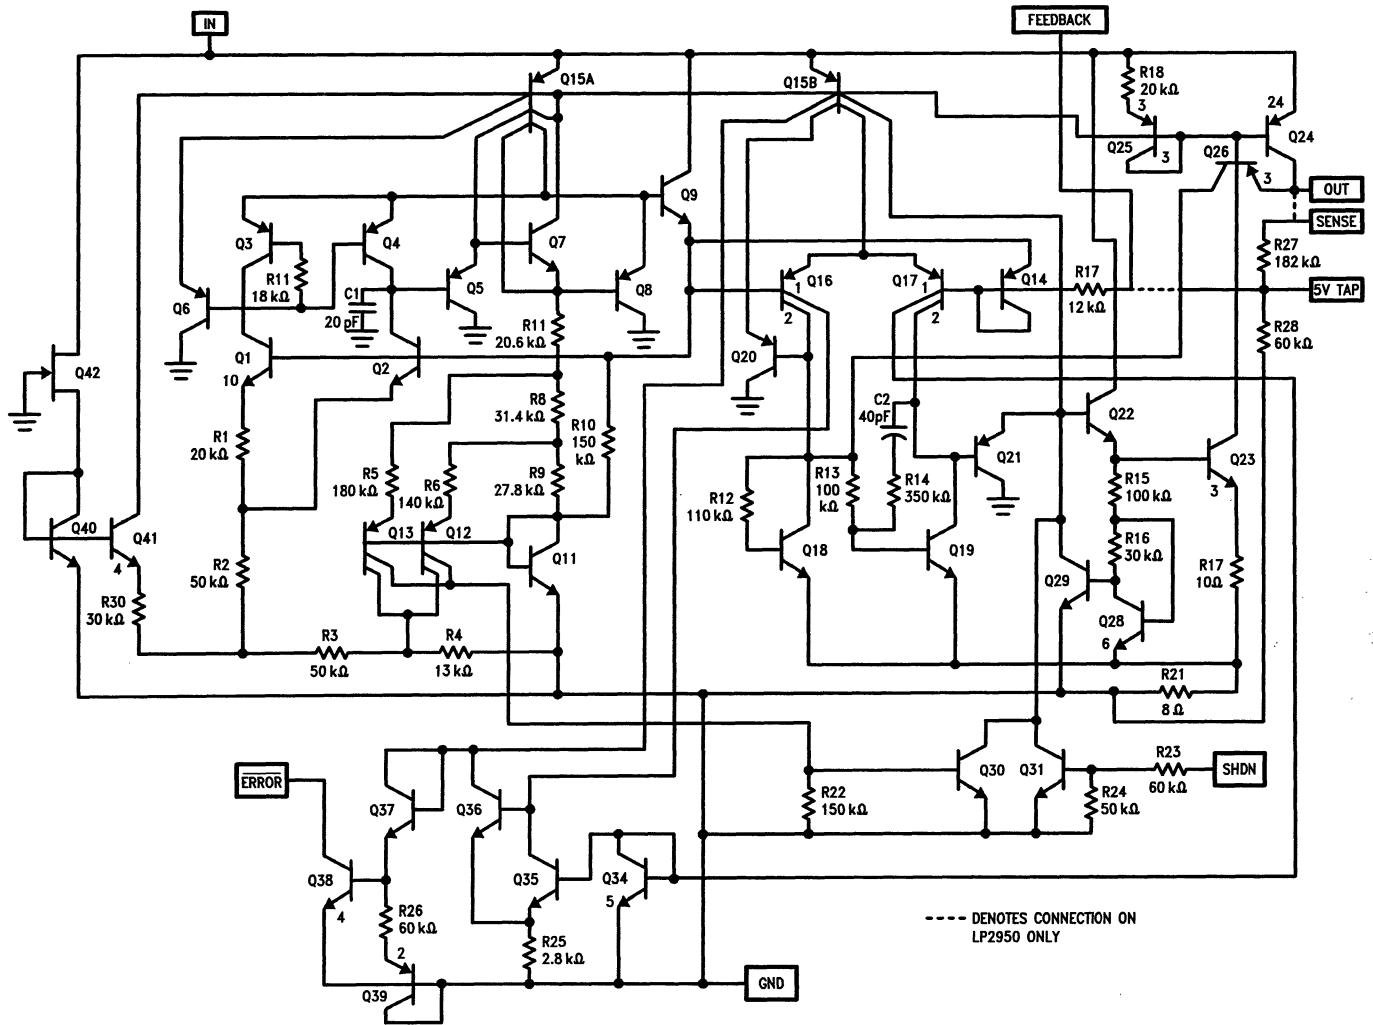 IN
FEEDBACK
Q15A
Q15B
R18
20 kΩ
3
Q25
3
24
Q24
Q26
3
OUT
SENSE
Q9
Q3
R11
18 kΩ
Q4
Q7
Q6
C1
20 pF
Q5
Q8
Q16
1
2
Q17
1
2
Q14
R17
12 kΩ
R27
182 kΩ
5V TAP
R28
60 kΩ
Q42
Q1
10
Q2
R11
20.6 kΩ
Q20
R8
31.4 kΩ
R10
150
kΩ
C2
40pF
Q22
R1
20 kΩ
R5
180 kΩ
R6
140 kΩ
R9
27.8 kΩ
R12
110 kΩ
R13
100
kΩ
R14
350 kΩ
Q21
R15
100 kΩ
Q23
3
Q40
Q41
4
R2
50 kΩ
Q13
Q12
Q11
Q18
Q19
R16
30 kΩ
Q29
Q28
6
R17
10Ω
R30
30 kΩ
R3
50 kΩ
R4
13 kΩ
R21
8 Ω
ERROR
Q37
Q36
R22
150 kΩ
Q30
Q31
R24
50 kΩ
R23
60 kΩ
SHDN
Q38
4
Q35
Q34
5
R26
60 kΩ
R25
2.8 kΩ
2
Q39
GND
---- DENOTES CONNECTION ON
LP2950 ONLY